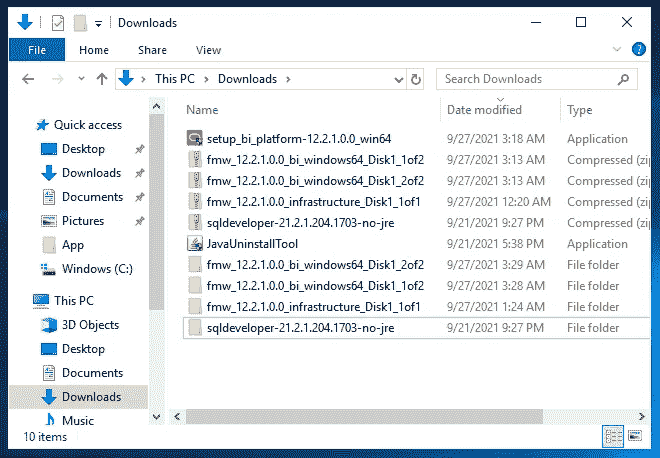 Downloads
File Home Share View
This PC > Downloads >
Search Downloads
Name Date modified Type
setup_bi_platform-12.2.1.0.0_win64 9/27/2021 3:18 AM Application
fmw_12.2.1.0.0_bi_windows64_Disk1_1of2 9/27/2021 3:13 AM Compressed (zip
fmw_12.2.1.0.0_bi_windows64_Disk1_2of2 9/27/2021 3:13 AM Compressed (zip
fmw_12.2.1.0.0_infrastructure_Disk1_1of1 9/27/2021 12:20 AM Compressed (zip
sqldeveloper-21.2.1.204.1703-no-jre 9/21/2021 9:27 PM Compressed (zip
JavaUninstallTool 9/21/2021 5:38 PM Application
fmw_12.2.1.0.0_bi_windows64_Disk1_2of2 9/27/2021 3:29 AM File folder
fmw_12.2.1.0.0_bi_windows64_Disk1_1of2 9/27/2021 3:28 AM File folder
fmw_12.2.1.0.0_infrastructure_Disk1_1of1 9/27/2021 1:24 AM File folder
sqldeveloper-21.2.1.204.1703-no-jre 9/21/2021 9:27 PM File folder
Quick access
Desktop
Downloads
Documents
Pictures
App
Windows (C:)
This PC
3D Objects
Desktop
Documents
Downloads
Music
10 items